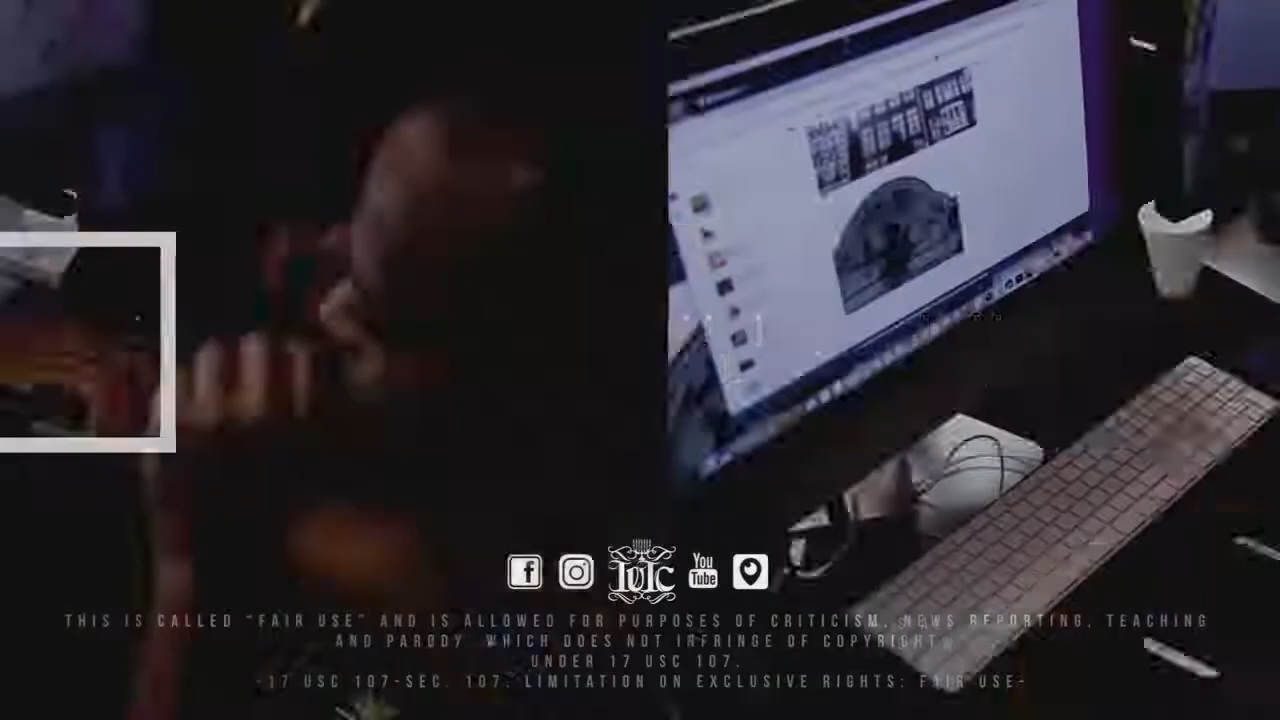 f
IUIC
You
Tube
THIS IS CALLED "FAIR USE" AND IS ALLOWED FOR PURPOSES OF CRITICISM, NEWS REPORTING, TEACHING
AND PARODY WHICH DOES NOT INFRINGE OF COPYRIGHT
UNDER 17 USC 107.
-17 USC 107-SEC. 107. LIMITATION ON EXCLUSIVE RIGHTS: FAIR USE-